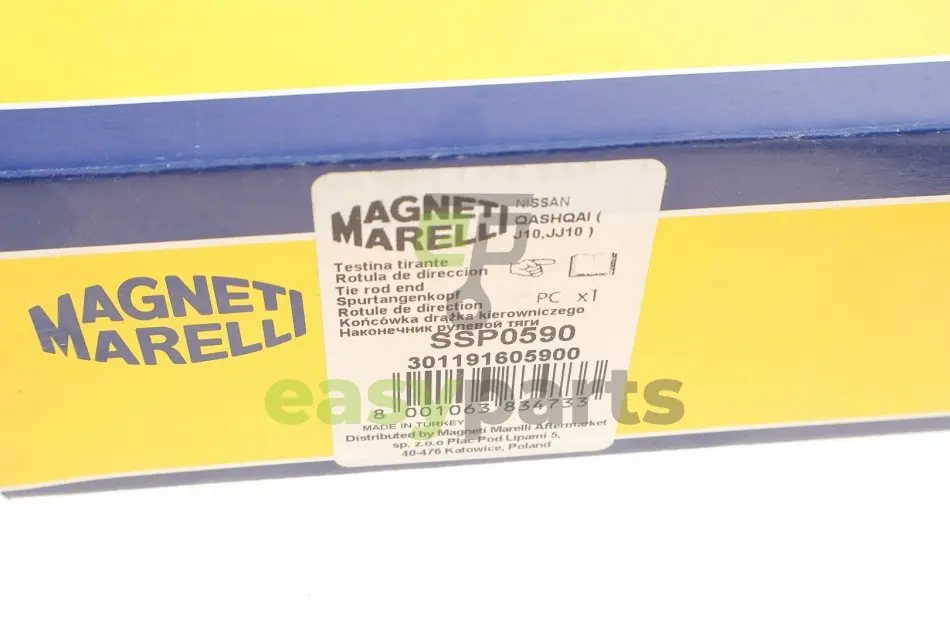 MAGNETI
MARELLI
MAGNETI
MARELLI
NISSAN
QASHQAI (
J10,JJ10 )
Testina tirante
Rotula de direccion
Tie rod end
Spurtangenkopf
Rotule de direction
Końcówka drążka kierowniczego
Наконечник рулевой тяги
PC x1
SSP0590
301191605900
8 001063 834733
easyparts
MADE IN TURKEY
Distributed by Magneti Marelli Aftermarket
sp. z.o.o Plac Pod Lipami 5,
40-476 Katowice, Poland